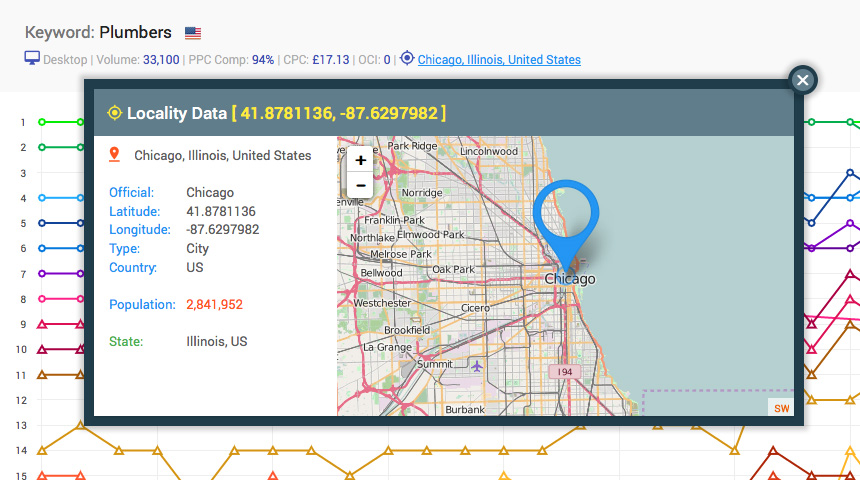 Keyword: Plumbers
Desktop | Volume: 33,100 | PPC Comp: 94% | CPC: £17.13 | OCI: 0 | Chicago, Illinois, United States
Locality Data [ 41.8781136, -87.6297982 ]
Chicago, Illinois, United States
Official: Chicago
Latitude: 41.8781136
Longitude: -87.6297982
Type: City
Country: US
Population: 2,841,952
State: Illinois, US
+
−
Park Ridge
Lincolnwood
Norridge
Franklin-Park
Northlake
Elmwood Park
Melrose Park
Bellwood
Oak Park
Chicago
Westchester
Cicero
Brookfield
La Grange
Summit
I 94
Burbank
SW
1
2
3
4
5
6
7
8
9
10
11
12
13
14
15